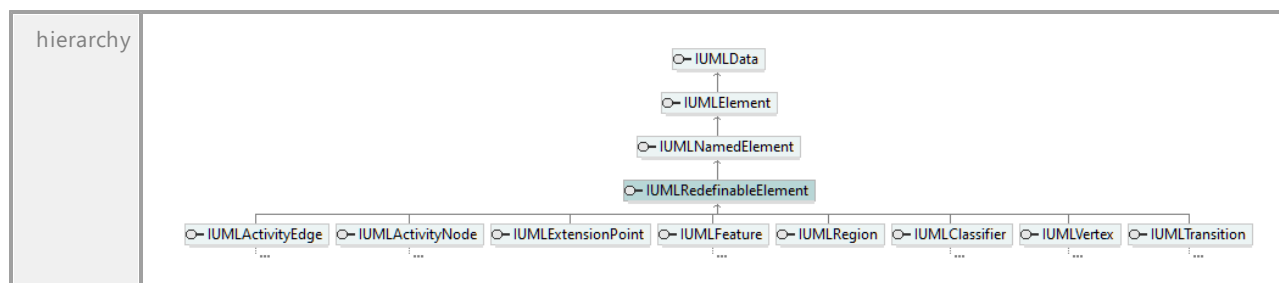 hierarchy
IUMLData
IUMLElement
IUMLNamedElement
IUMLRedefinableElement
IUMLActivityEdge IUMLActivityNode IUMLExtensionPoint IUMLFeature IUMLRegion IUMLClassifier IUMLVertex IUMLTransition
... ... ... ... ... ...